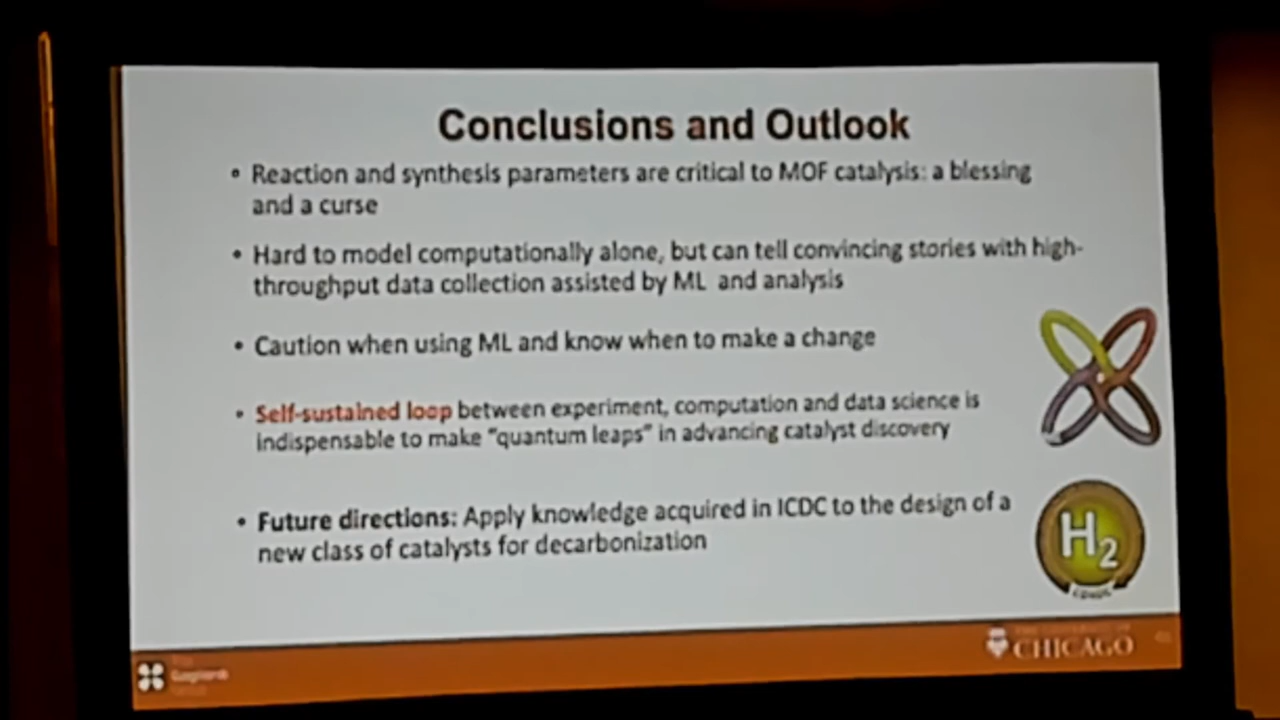 Conclusions and Outlook
• Reaction and synthesis parameters are critical to MOF catalysis: a blessing
and a curse
• Hard to model computationally alone, but can tell convincing stories with high-
throughput data collection assisted by ML and analysis
• Caution when using ML and know when to make a change
• Self-sustained loop between experiment, computation and data science is
indispensable to make "quantum leaps" in advancing catalyst discovery
• Future directions: Apply knowledge acquired in ICDC to the design of a
new class of catalysts for decarbonization
H2
CHICAGO